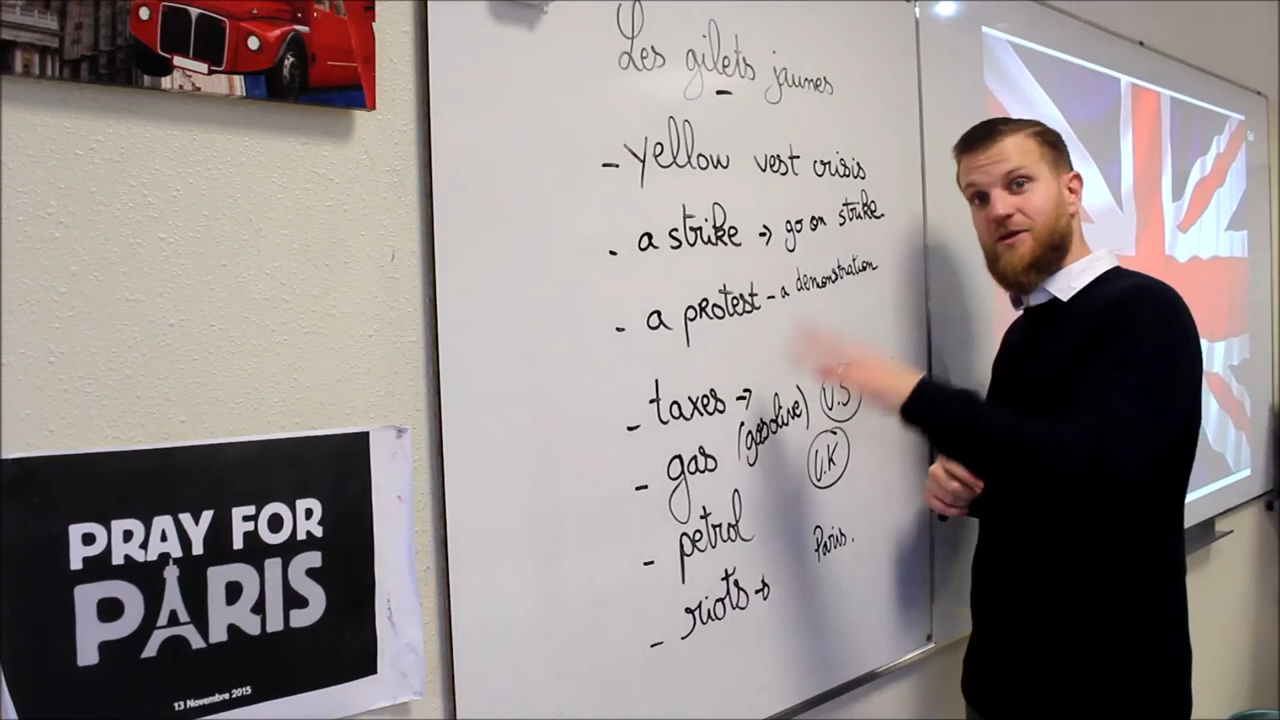 Les gilets jaunes
- yellow vest crisis
. a strike → go on strike
- a protest - a demonstration
- taxes →
- gas (gasoline) U.S
U.K
- petrol
Paris.
- riots →
PRAY FOR
PARIS
13 Novembre 2015